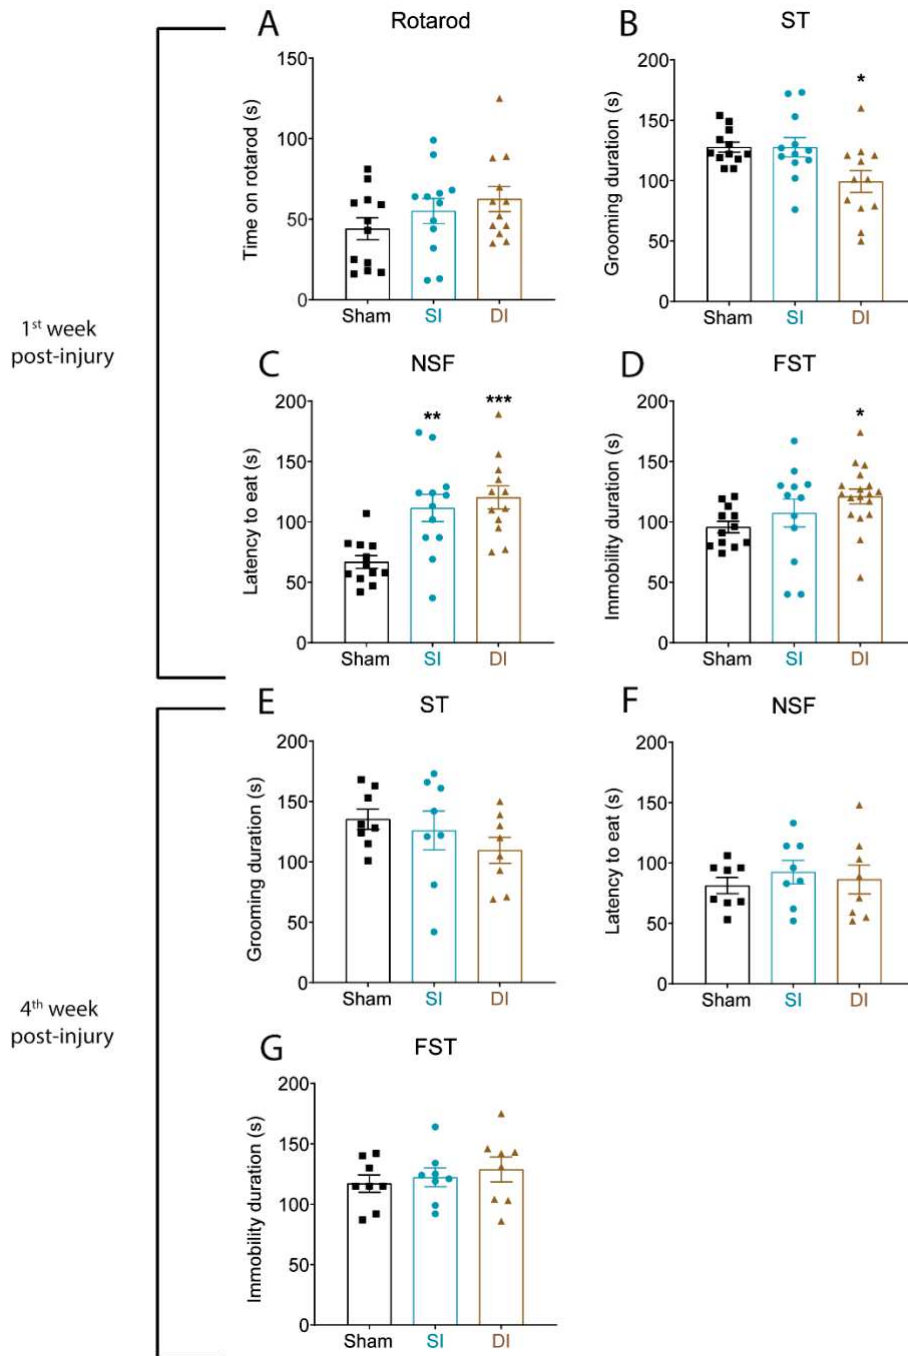 A Rotarod
150
100
50
0
Time on rotarod (s)
Sham SI DI
B ST
200
150
100
50
0
Grooming duration (s)
*
Sham SI DI
1st week
post-injury
C NSF
200
150
100
50
0
Latency to eat (s)
** ***
Sham SI DI
D FST
200
150
100
50
0
Immobility duration (s)
*
Sham SI DI
E ST
200
150
100
50
0
Grooming duration (s)
Sham SI DI
F NSF
200
150
100
50
0
Latency to eat (s)
Sham SI DI
4th week
post-injury
G FST
200
150
100
50
0
Immobility duration (s)
Sham SI DI